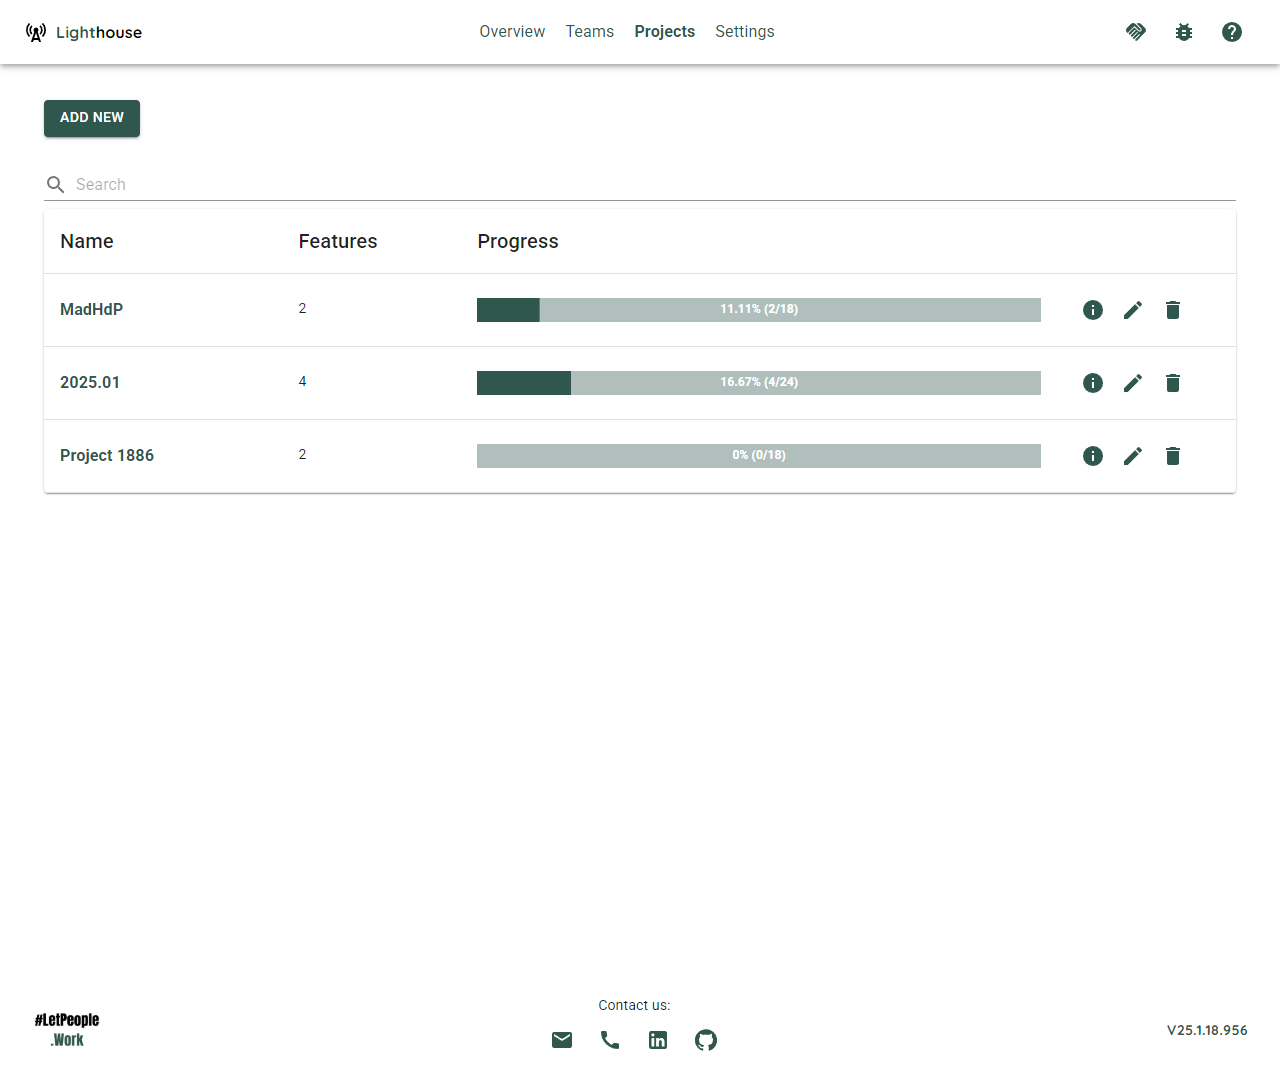 Lighthouse
Overview Teams Projects Settings
ADD NEW
Search
Name Features Progress
MadHdP 2 11.11% (2/18)
2025.01 4 16.67% (4/24)
Project 1886 2 0% (0/18)
Contact us:
#LetPeople
.Work
V25.1.18.956